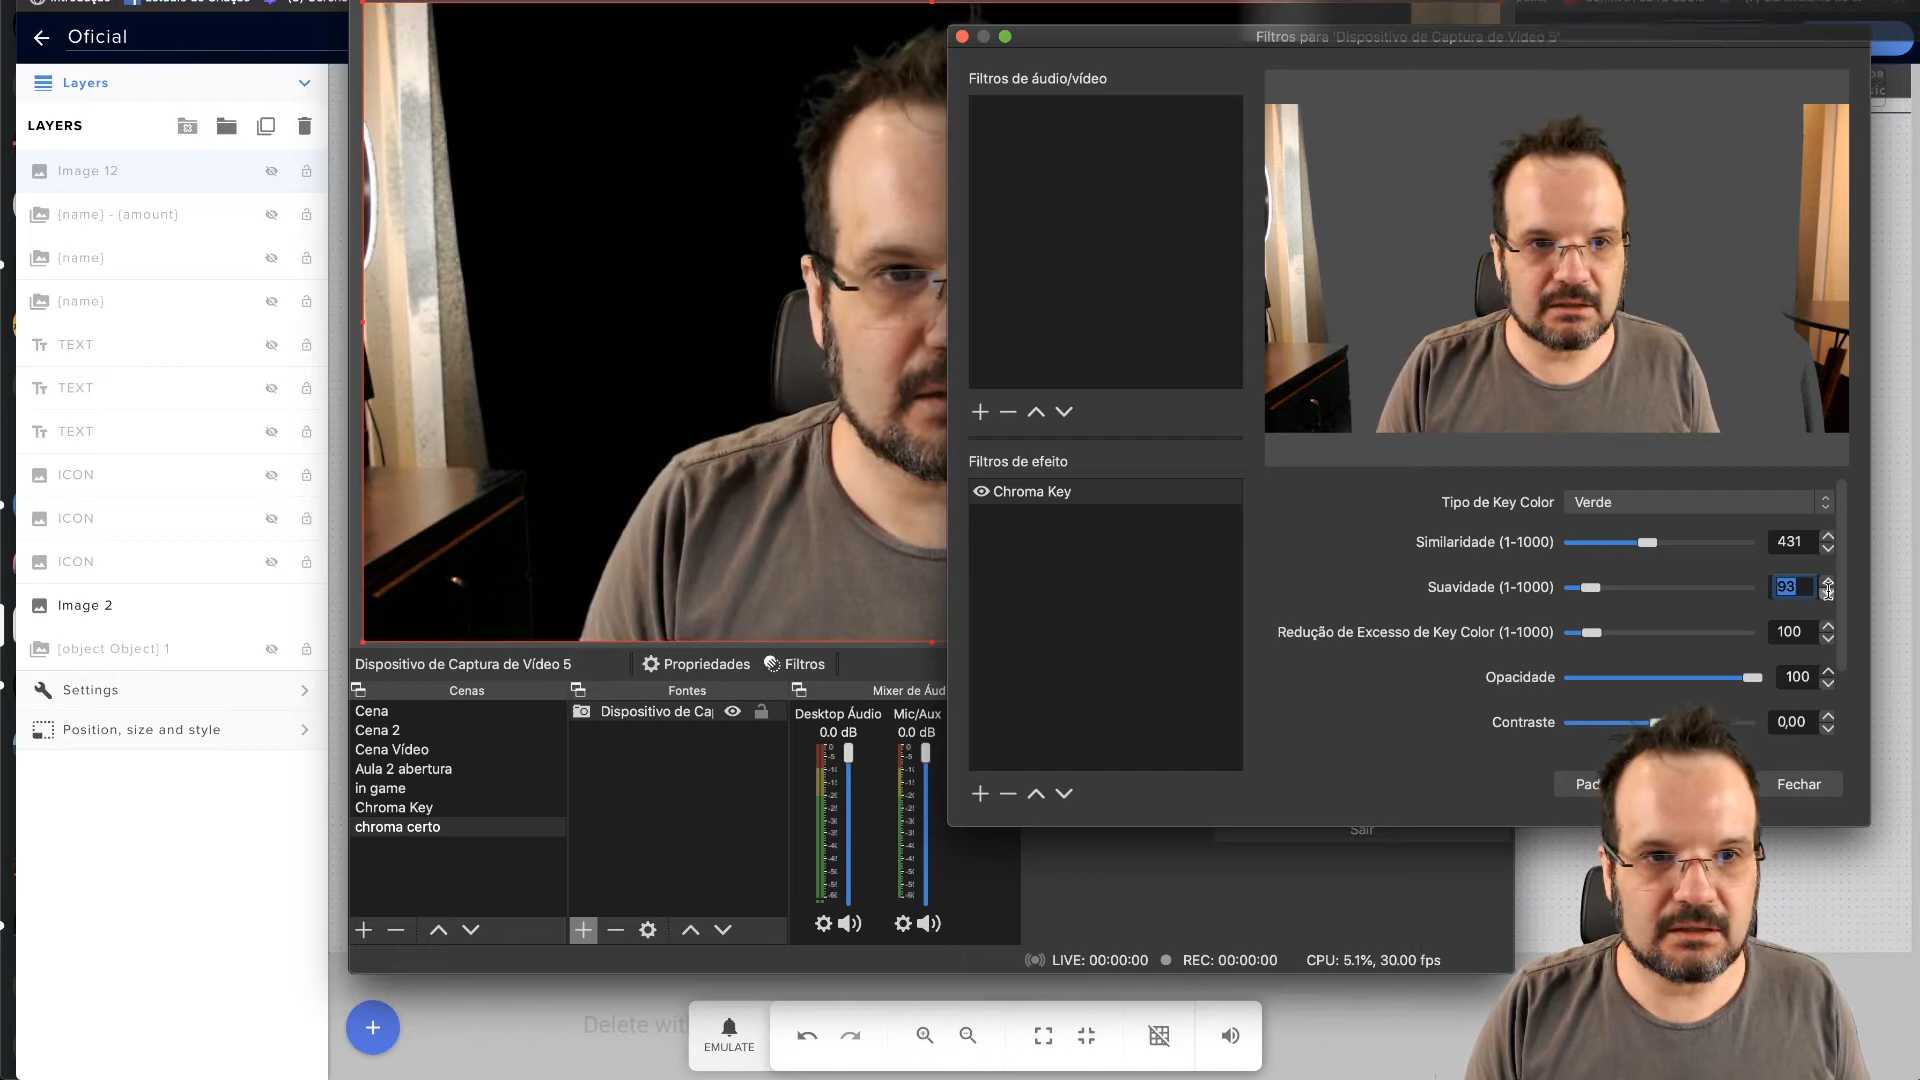 Oficial
Layers
LAYERS
Image 12
{name} - {amount}
{name}
{name}
TEXT
TEXT
TEXT
ICON
ICON
ICON
Image 2
[object Object] 1
Settings
Position, size and style
Filtros para 'Dispositivo de Captura de Vídeo 5'
Filtros de áudio/vídeo
Filtros de efeito
Chroma Key
Tipo de Key Color
Verde
Similaridade (1-1000)
431
Suavidade (1-1000)
93
Redução de Excesso de Key Color (1-1000)
100
Opacidade
100
Contraste
0,00
Fechar
Sair
Dispositivo de Captura de Vídeo 5
Propriedades
Filtros
Cenas
Cena
Cena 2
Cena Vídeo
Aula 2 abertura
in game
Chroma Key
chroma certo
Fontes
Dispositivo de Ca
Mixer de Áud
Desktop Áudio
0.0 dB
Mic/Aux
0.0 dB
LIVE: 00:00:00
REC: 00:00:00
CPU: 5.1%, 30.00 fps
Delete wit
EMULATE